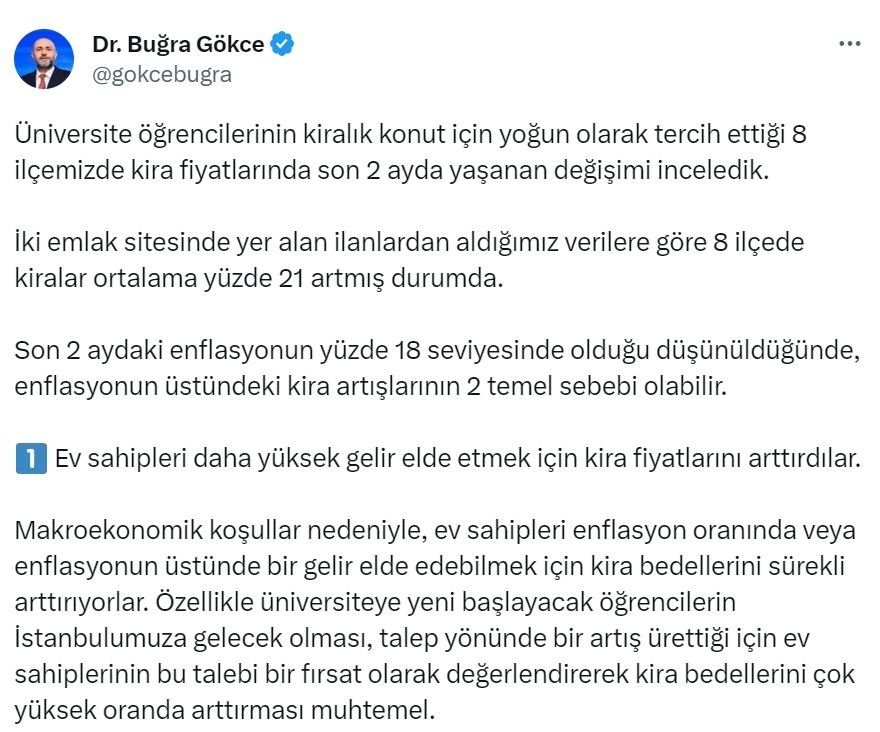 Dr. Buğra Gökce
@gokcebugra
Üniversite öğrencilerinin kiralık konut için yoğun olarak tercih ettiği 8
ilçemizde kira fiyatlarında son 2 ayda yaşanan değişimi inceledik.
İki emlak sitesinde yer alan ilanlardan aldığımız verilere göre 8 ilçede
kiralar ortalama yüzde 21 artmış durumda.
Son 2 aydaki enflasyonun yüzde 18 seviyesinde olduğu düşünüldüğünde,
enflasyonun üstündeki kira artışlarının 2 temel sebebi olabilir.
1️⃣ Ev sahipleri daha yüksek gelir elde etmek için kira fiyatlarını arttırdılar.
Makroekonomik koşullar nedeniyle, ev sahipleri enflasyon oranında veya
enflasyonun üstünde bir gelir elde edebilmek için kira bedellerini sürekli
arttırıyorlar. Özellikle üniversiteye yeni başlayacak öğrencilerin
İstanbulumuza gelecek olması, talep yönünde bir artış ürettiği için ev
sahiplerinin bu talebi bir fırsat olarak değerlendirerek kira bedellerini çok
yüksek oranda arttırması muhtemel.